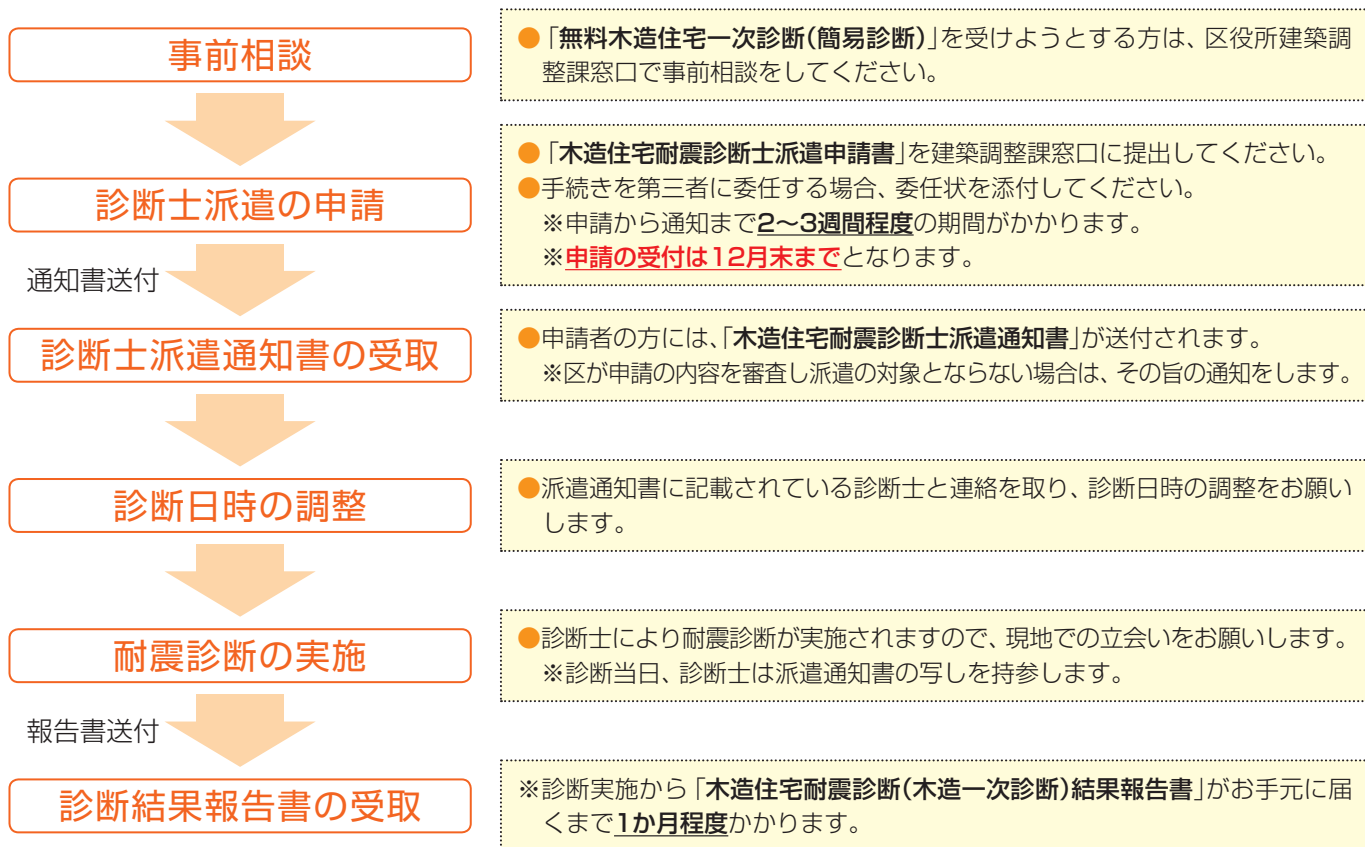 事前相談
●「無料木造住宅一次診断(簡易診断)」を受けようとする方は、区役所建築調
整課窓口で事前相談をしてください。
診断士派遣の申請
●「木造住宅耐震診断士派遣申請書」を建築調整課窓口に提出してください。
●手続きを第三者に委任する場合、委任状を添付してください。
※申請から通知まで2〜3週間程度の期間がかかります。
※申請の受付は12月末までとなります。
通知書送付
診断士派遣通知書の受取
●申請者の方には、「木造住宅耐震診断士派遣通知書」が送付されます。
※区が申請の内容を審査し派遣の対象とならない場合は、その旨の通知をします。
診断日時の調整
●派遣通知書に記載されている診断士と連絡を取り、診断日時の調整をお願い
します。
耐震診断の実施
●診断士により耐震診断が実施されますので、現地での立会いをお願いします。
※診断当日、診断士は派遣通知書の写しを持参します。
報告書送付
診断結果報告書の受取
※診断実施から「木造住宅耐震診断(木造一次診断)結果報告書」がお手元に届
くまで1か月程度かかります。